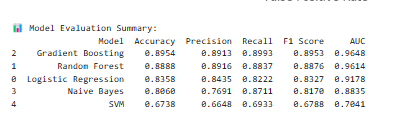 Model Evaluation Summary:
Model Accuracy Precision Recall F1 Score AUC
2 Gradient Boosting 0.8954 0.8913 0.8993 0.8953 0.9648
1 Random Forest 0.8888 0.8916 0.8837 0.8876 0.9614
0 Logistic Regression 0.8358 0.8435 0.8222 0.8327 0.9178
3 Naive Bayes 0.8060 0.7691 0.8711 0.8170 0.8835
4 SVM 0.6738 0.6648 0.6933 0.6788 0.7041